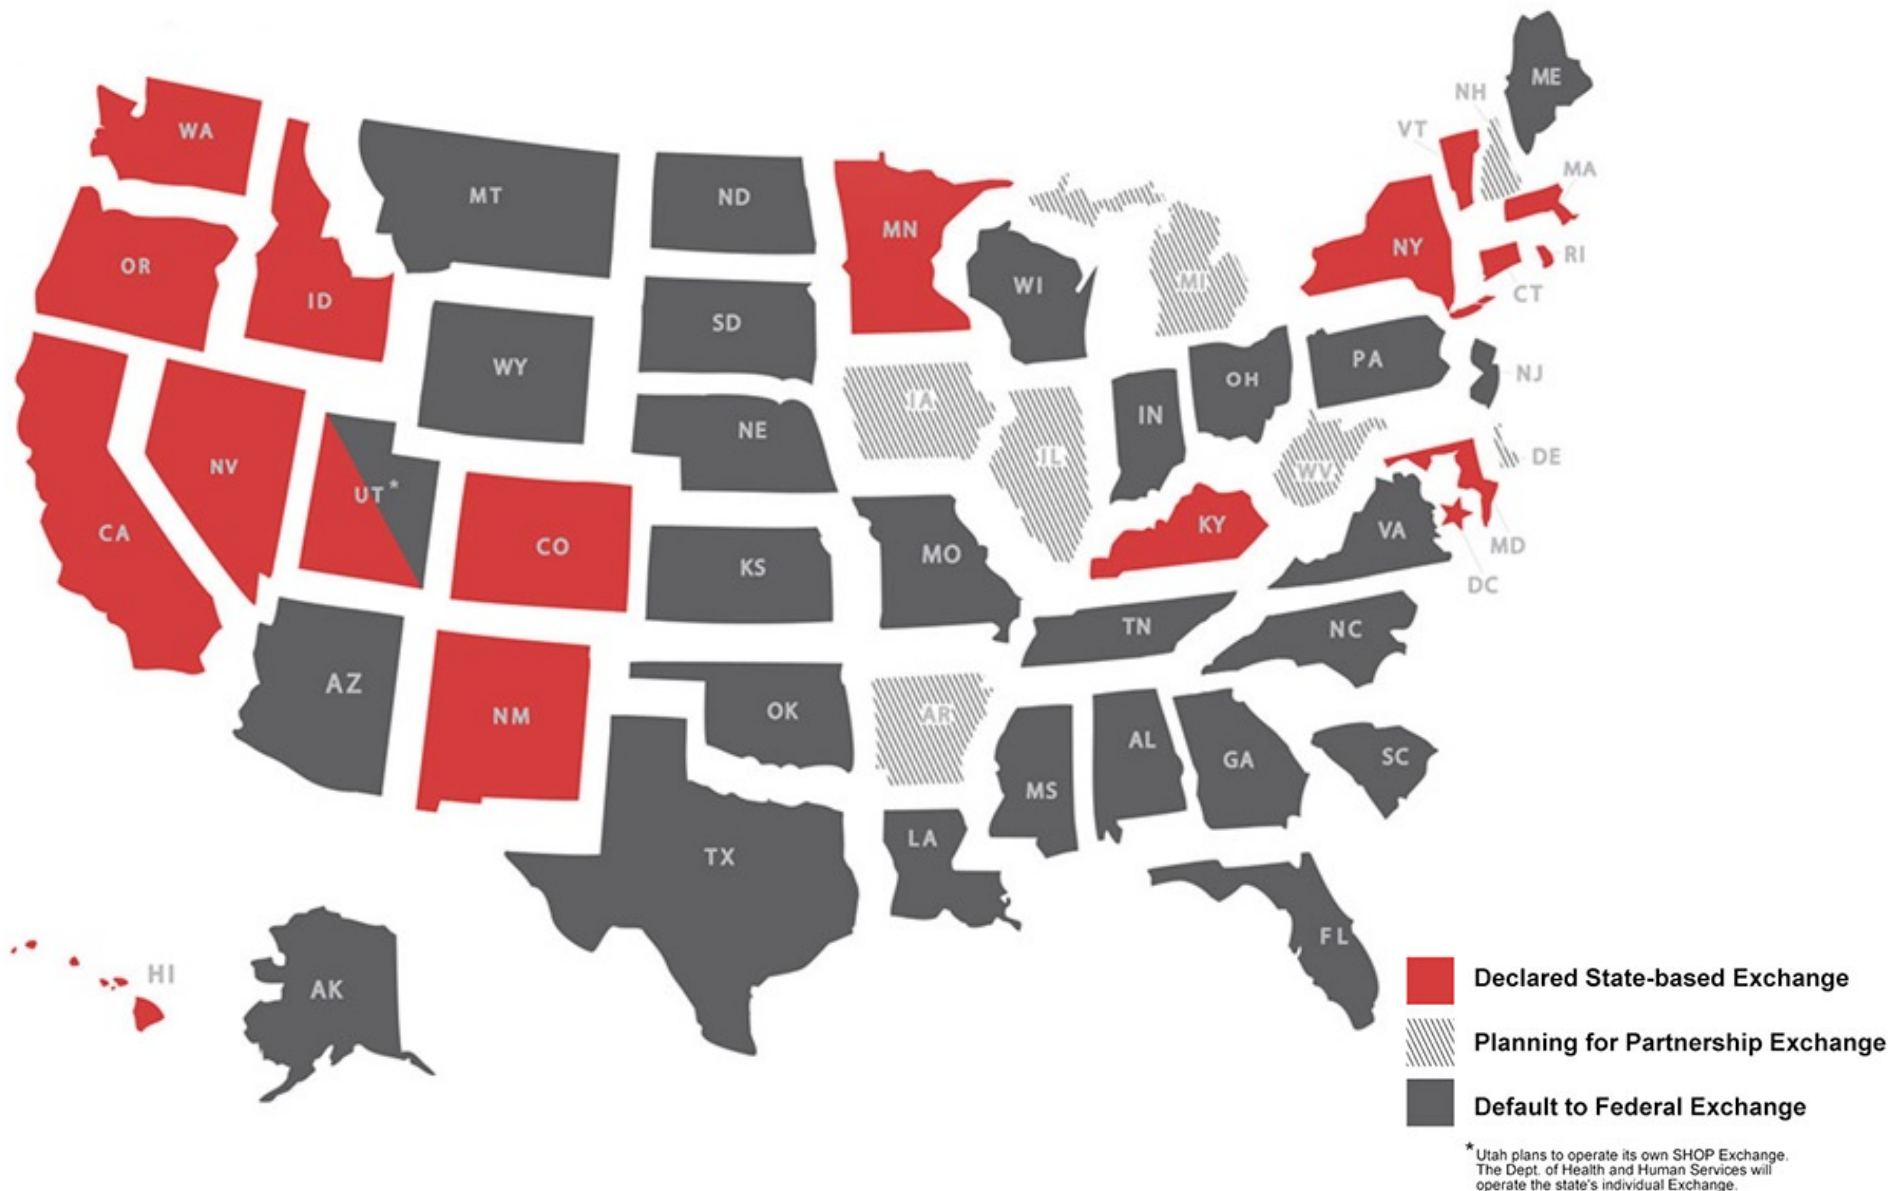 ME
NH
VT
WA
MA
MT
ND
MN
NY
OR
RI
WI
MI
ID
CT
SD
WY
PA
OH
NJ
IA
IN
NE
IL
DE
NV
WV
UT*
KY
CA
CO
VA
MD
MO
KS
DC
TN
NC
AZ
OK
NM
AR
AL
SC
GA
MS
LA
TX
FL
HI
AK
Declared State-based Exchange
Planning for Partnership Exchange
Default to Federal Exchange
* Utah plans to operate its own SHOP Exchange.
The Dept. of Health and Human Services will
operate the state's individual Exchange.